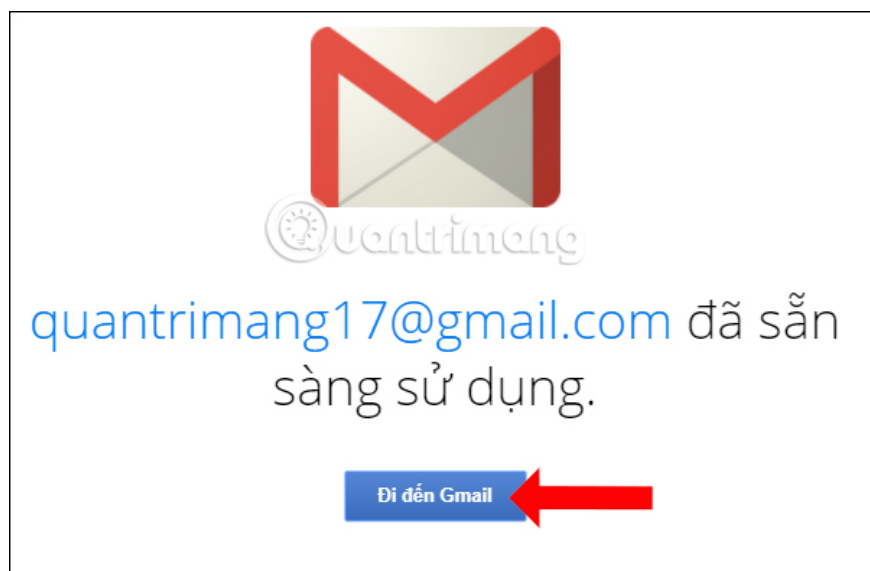 Quantrimang
quantrimang17@gmail.com đã sẵn
sàng sử dụng.
Đi đến Gmail